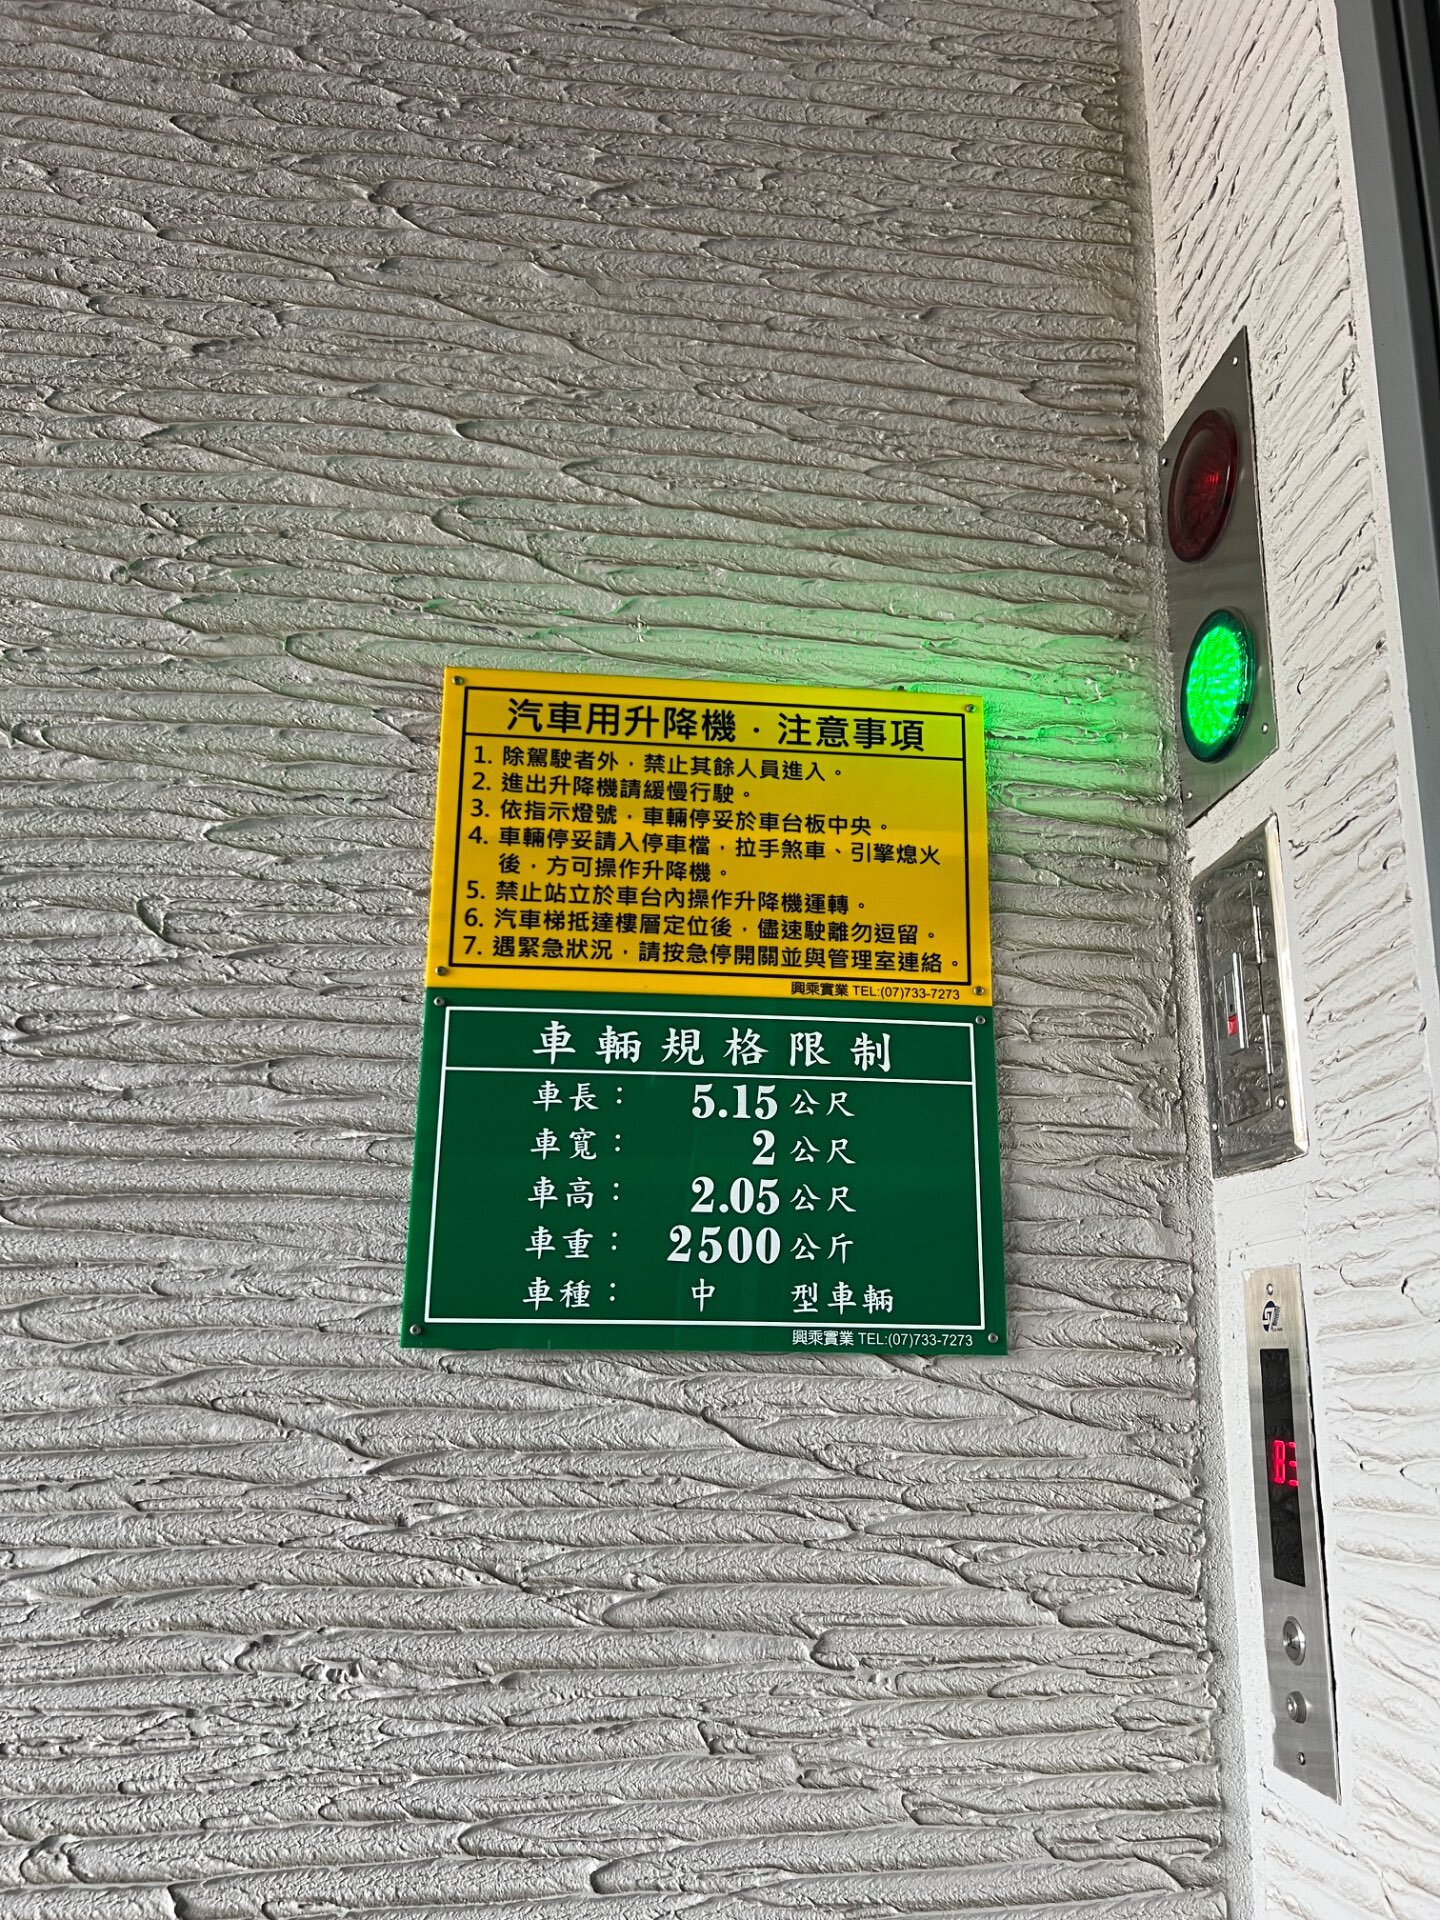 汽車用升降機．注意事項
1. 除駕駛者外，禁止其餘人員進入。
2. 進出升降機請緩慢行駛。
3. 依指示燈號，車輛停妥於車台板中央。
4. 車輛停妥請入停車檔，拉手煞車、引擎熄火
後，方可操作升降機。
5. 禁止站立於車台內操作升降機運轉。
6. 汽車梯抵達樓層定位後，儘速駛離勿逗留。
7. 遇緊急狀況，請按急停開關並與管理室連絡。
興乘實業 TEL:(07)733-7273
車輛規格限制
車長： 5.15 公尺
車寬： 2 公尺
車高： 2.05 公尺
車重： 2500 公斤
車種： 中 型車輛
興乘實業 TEL:(07)733-7273